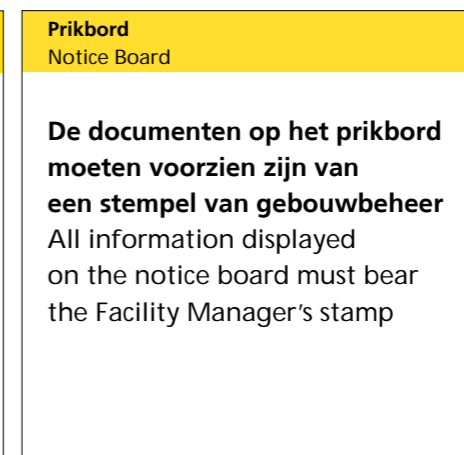 Prikbord
Notice Board
De documenten op het prikbord
moeten voorzien zijn van
een stempel van gebouwbeheer
All information displayed
on the notice board must bear
the Facility Manager's stamp